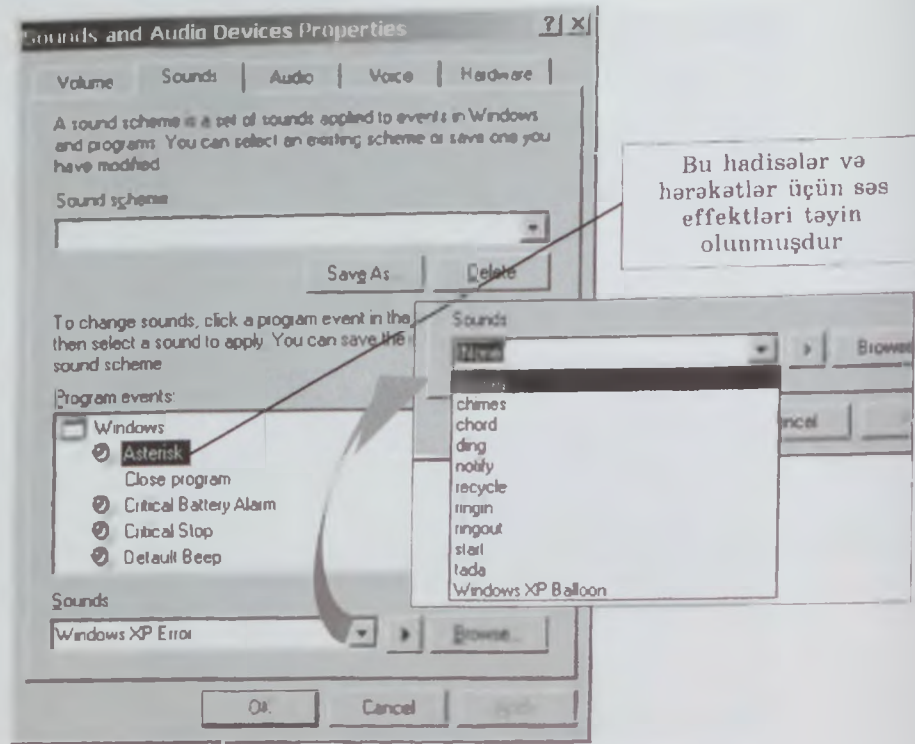 Sounds and Audio Devices Properties
Volume
Sounds
Audio
Voice
Hardware
A sound scheme is a set of sounds applied to events in Windows
and programs. You can select an existing scheme or save one you
have modified
Sound scheme
Save As
Delete
Bu hadisələr və
hərəkətlər üçün səs
effektləri təyin
olunmuşdur
To change sounds, click a program event in the
then select a sound to apply. You can save the
sound scheme
Program events:
Windows
Asterisk
Close program
Critical Battery Alarm
Critical Stop
Default Beep
Sounds
Windows XP Error
Browse...
OK
Cancel
Apply
Sounds
Browse
ncel
chimes
chord
ding
notify
recycle
ringin
ringout
start
tada
Windows XP Balloon